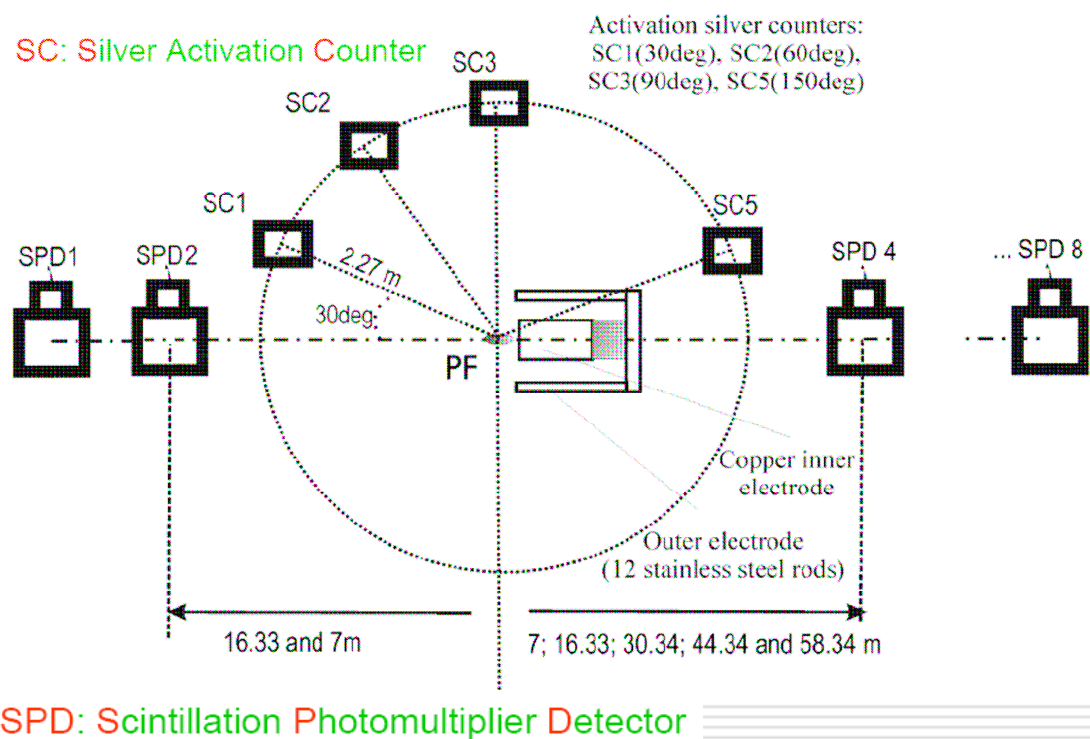 SC: Silver Activation Counter
Activation silver counters:
SC1(30deg), SC2(60deg),
SC3(90deg), SC5(150deg)
SC3
SC2
SC1
SC5
SPD1
SPD2
SPD 4
... SPD 8
2.27 m
30deg
PF
Copper inner
electrode
Outer electrode
(12 stainless steel rods)
16.33 and 7m
7; 16.33; 30.34; 44.34 and 58.34 m
SPD: Scintillation Photomultiplier Detector